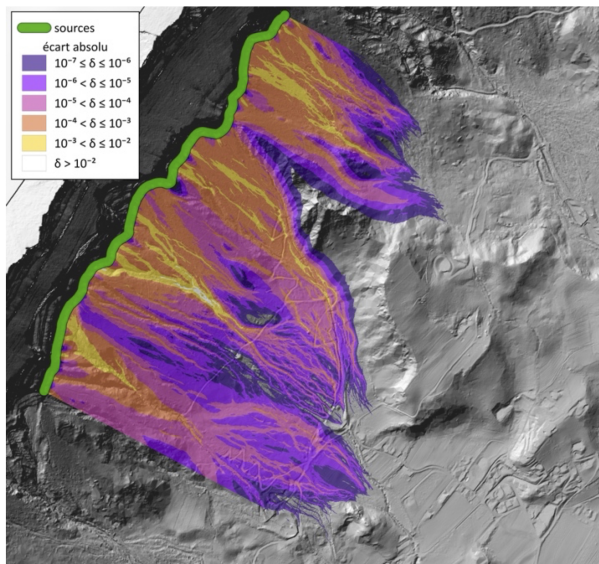 sources
écart absolu
10⁻⁷ ≤ δ ≤ 10⁻⁶
10⁻⁶ < δ ≤ 10⁻⁵
10⁻⁵ < δ ≤ 10⁻⁴
10⁻⁴ < δ ≤ 10⁻³
10⁻³ < δ ≤ 10⁻²
δ > 10⁻²